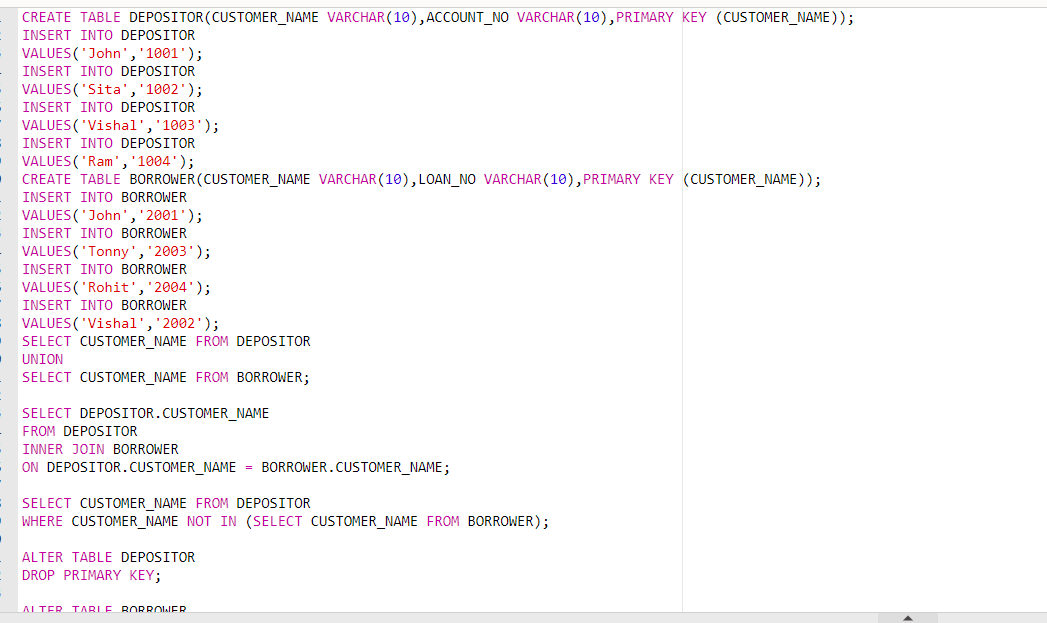 CREATE TABLE DEPOSITOR(CUSTOMER_NAME VARCHAR(10),ACCOUNT_NO VARCHAR(10),PRIMARY KEY (CUSTOMER_NAME));
INSERT INTO DEPOSITOR
VALUES('John','1001');
INSERT INTO DEPOSITOR
VALUES('Sita','1002');
INSERT INTO DEPOSITOR
VALUES('Vishal','1003');
INSERT INTO DEPOSITOR
VALUES('Ram','1004');
CREATE TABLE BORROWER(CUSTOMER_NAME VARCHAR(10),LOAN_NO VARCHAR(10),PRIMARY KEY (CUSTOMER_NAME));
INSERT INTO BORROWER
VALUES('John','2001');
INSERT INTO BORROWER
VALUES('Tonny','2003');
INSERT INTO BORROWER
VALUES('Rohit','2004');
INSERT INTO BORROWER
VALUES('Vishal','2002');
SELECT CUSTOMER_NAME FROM DEPOSITOR
UNION
SELECT CUSTOMER_NAME FROM BORROWER;
SELECT DEPOSITOR.CUSTOMER_NAME
FROM DEPOSITOR
INNER JOIN BORROWER
ON DEPOSITOR.CUSTOMER_NAME = BORROWER.CUSTOMER_NAME;
SELECT CUSTOMER_NAME FROM DEPOSITOR
WHERE CUSTOMER_NAME NOT IN (SELECT CUSTOMER_NAME FROM BORROWER);
ALTER TABLE DEPOSITOR
DROP PRIMARY KEY;
ALTER TABLE BORROWER